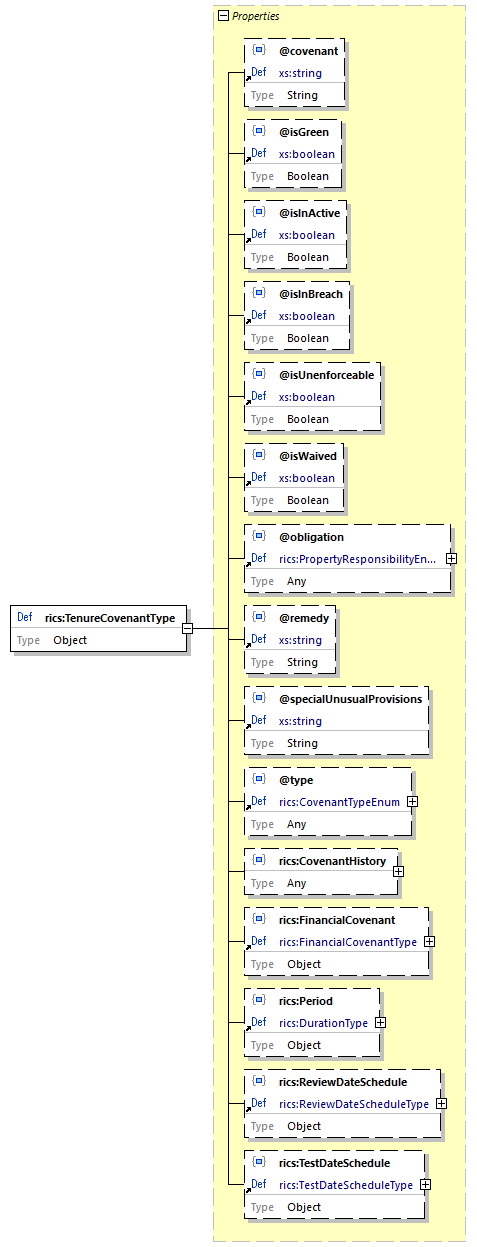 Properties
@covenant
Def xs:string
Type String
@isGreen
Def xs:boolean
Type Boolean
@isInActive
Def xs:boolean
Type Boolean
@isInBreach
Def xs:boolean
Type Boolean
@isUnenforceable
Def xs:boolean
Type Boolean
@isWaived
Def xs:boolean
Type Boolean
@obligation
Def rics:PropertyResponsibilityEn...
Type Any
Def rics:TenureCovenantType
Type Object
@remedy
Def xs:string
Type String
@specialUnusualProvisions
Def xs:string
Type String
@type
Def rics:CovenantTypeEnum
Type Any
rics:CovenantHistory
Type Any
rics:FinancialCovenant
Def rics:FinancialCovenantType
Type Object
rics:Period
Def rics:DurationType
Type Object
rics:ReviewDateSchedule
Def rics:ReviewDateScheduleType
Type Object
rics:TestDateSchedule
Def rics:TestDateScheduleType
Type Object